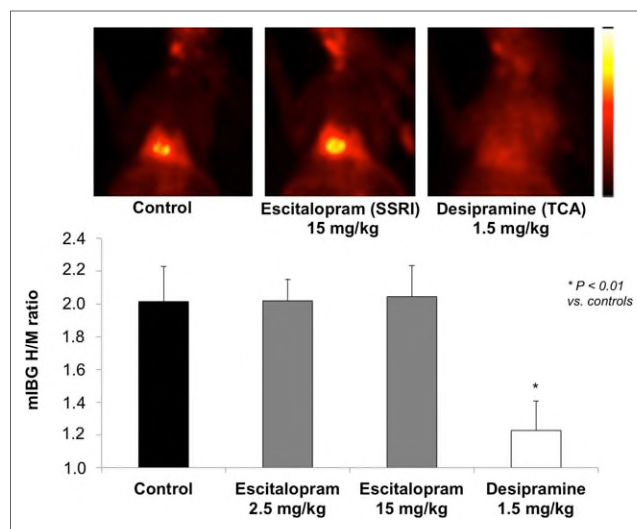 Control
Escitalopram (SSRI)
15 mg/kg
Desipramine (TCA)
1.5 mg/kg
2.4
2.2
2.0
1.8
1.6
1.4
1.2
1.0
mIBG H/M ratio
* P < 0.01
vs. controls
*
Control
Escitalopram
2.5 mg/kg
Escitalopram
15 mg/kg
Desipramine
1.5 mg/kg